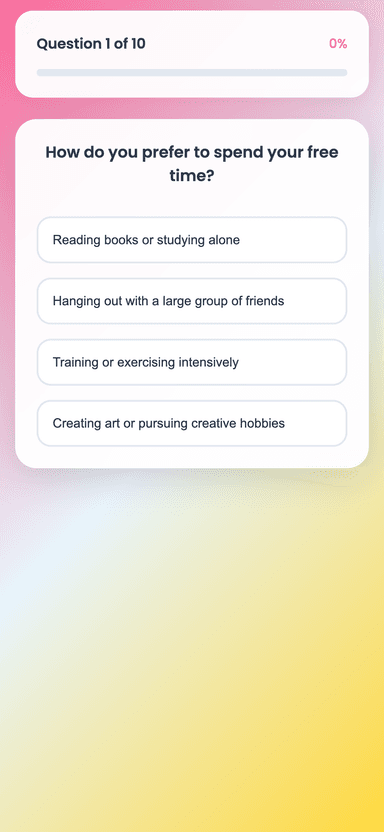 Question 1 of 10
0%
How do you prefer to spend your free
time?
Reading books or studying alone
Hanging out with a large group of friends
Training or exercising intensively
Creating art or pursuing creative hobbies